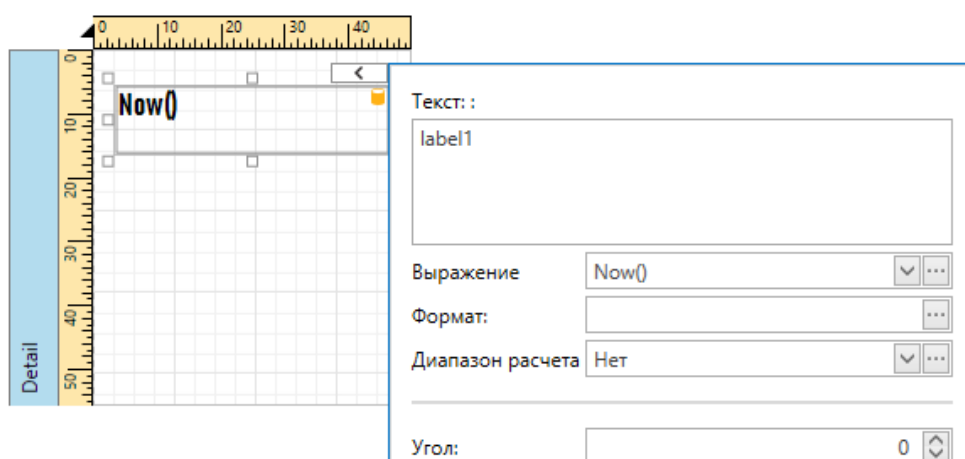 0 10 20 30 40
0
10
20
30
40
50
Detail
Now()
Текст: :
label1
Выражение Now()
Формат:
Диапазон расчета Нет
Угол: 0